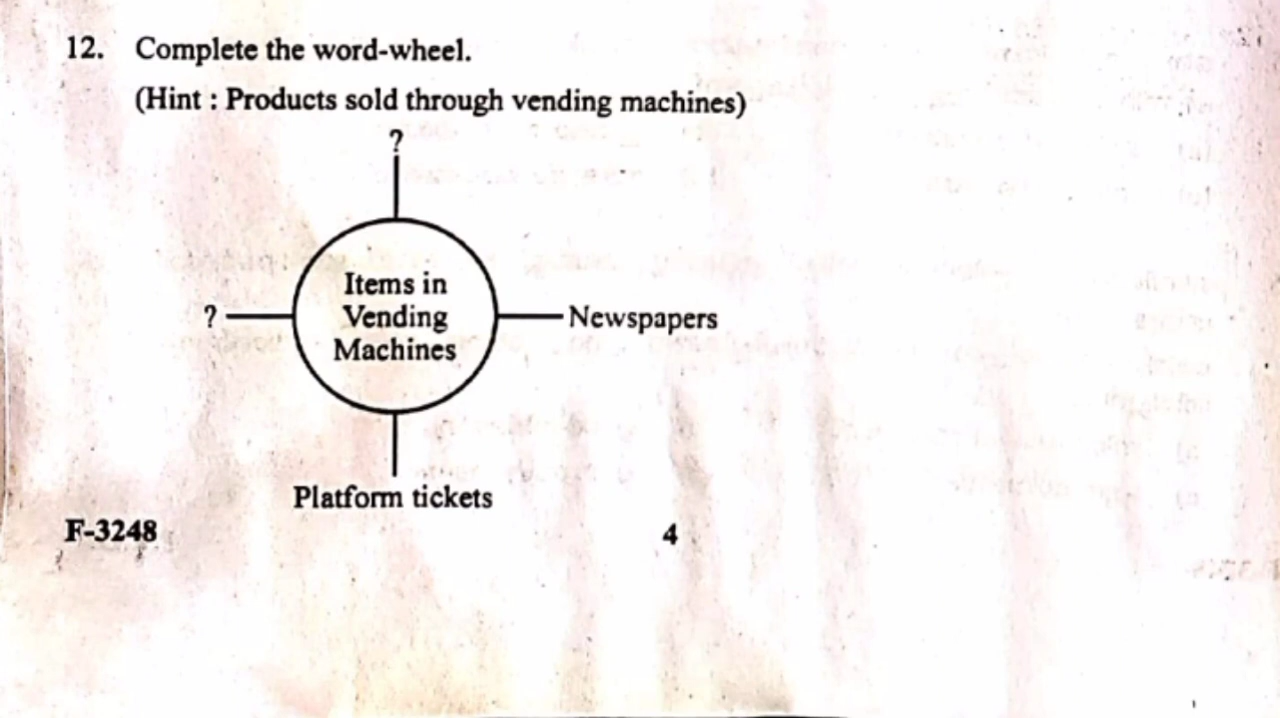 12. Complete the word-wheel.
(Hint : Products sold through vending machines)
?
Items in
Vending
Machines
?
Newspapers
Platform tickets
F-3248
4